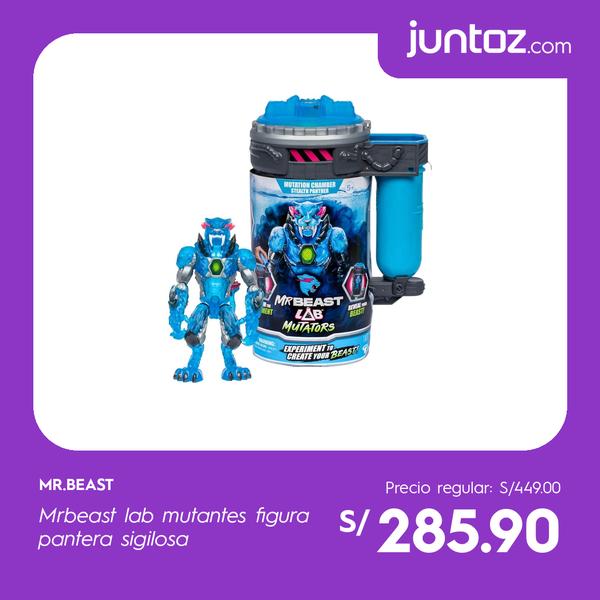 juntoz.com
MUTATION CHAMBER
STEALTH PANTHER
5+
MRBEAST
LAB
MUTATORS
EXPERIMENT TO
CREATE YOUR BEAST!
MR.BEAST
Mrbeast lab mutantes figura
pantera sigilosa
Precio regular: S/449.00
S/ 285.90